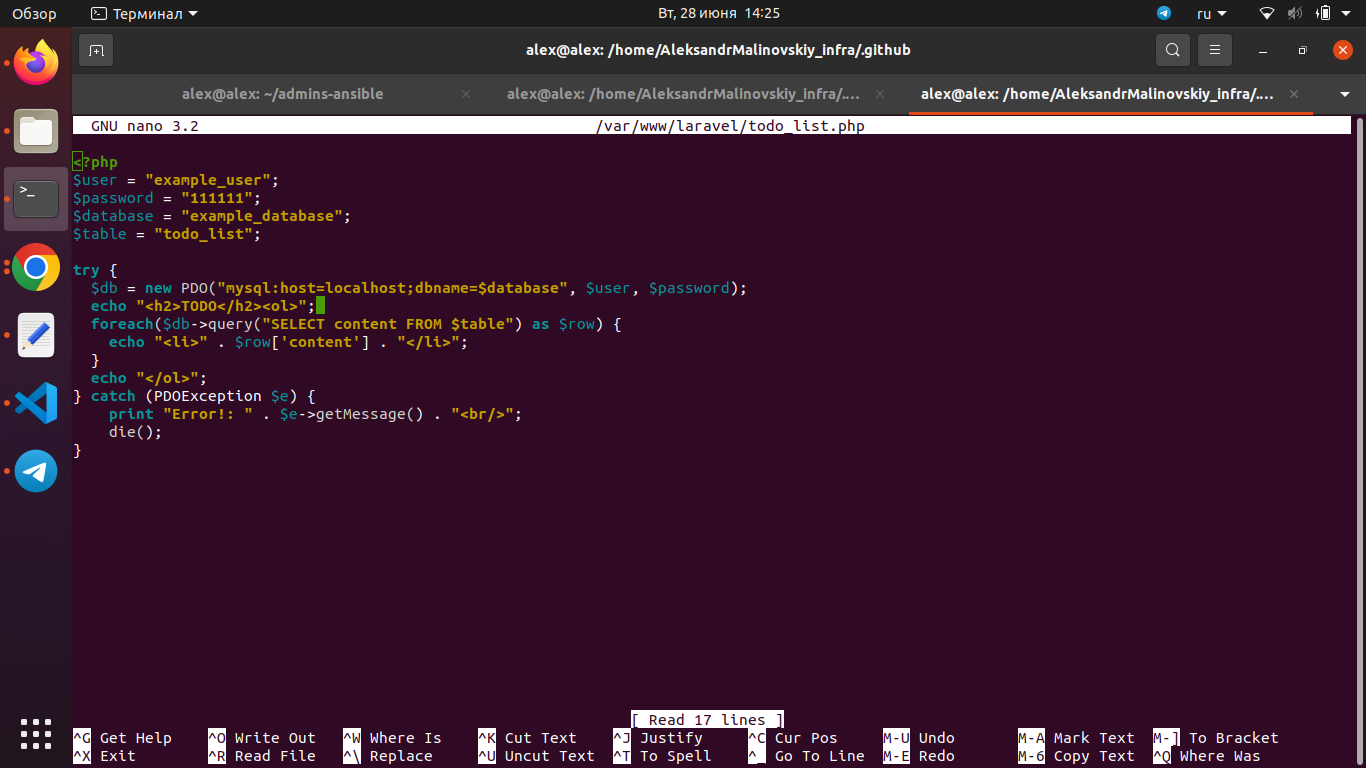 Обзор
Терминал
Вт, 28 июня 14:25
ru
alex@alex: /home/AleksandrMalinovskiy_infra/.github
alex@alex: ~/admins-ansible
alex@alex: /home/AleksandrMalinovskiy_infra/....
alex@alex: /home/AleksandrMalinovskiy_infra/....
GNU nano 3.2 /var/www/laravel/todo_list.php
<?php
$user = "example_user";
$password = "111111";
$database = "example_database";
$table = "todo_list";
try {
  $db = new PDO("mysql:host=localhost;dbname=$database", $user, $password);
  echo "<h2>TODO</h2><ol>";
  foreach($db->query("SELECT content FROM $table") as $row) {
    echo "<li>" . $row['content'] . "</li>";
  }
  echo "</ol>";
} catch (PDOException $e) {
    print "Error!: " . $e->getMessage() . "<br/>";
    die();
}
>_
[ Read 17 lines ]
^G Get Help ^O Write Out ^W Where Is ^K Cut Text ^J Justify ^C Cur Pos M-U Undo M-A Mark Text M-] To Bracket
^X Exit ^R Read File ^\ Replace ^U Uncut Text ^T To Spell ^_ Go To Line M-E Redo M-6 Copy Text ^Q Where Was